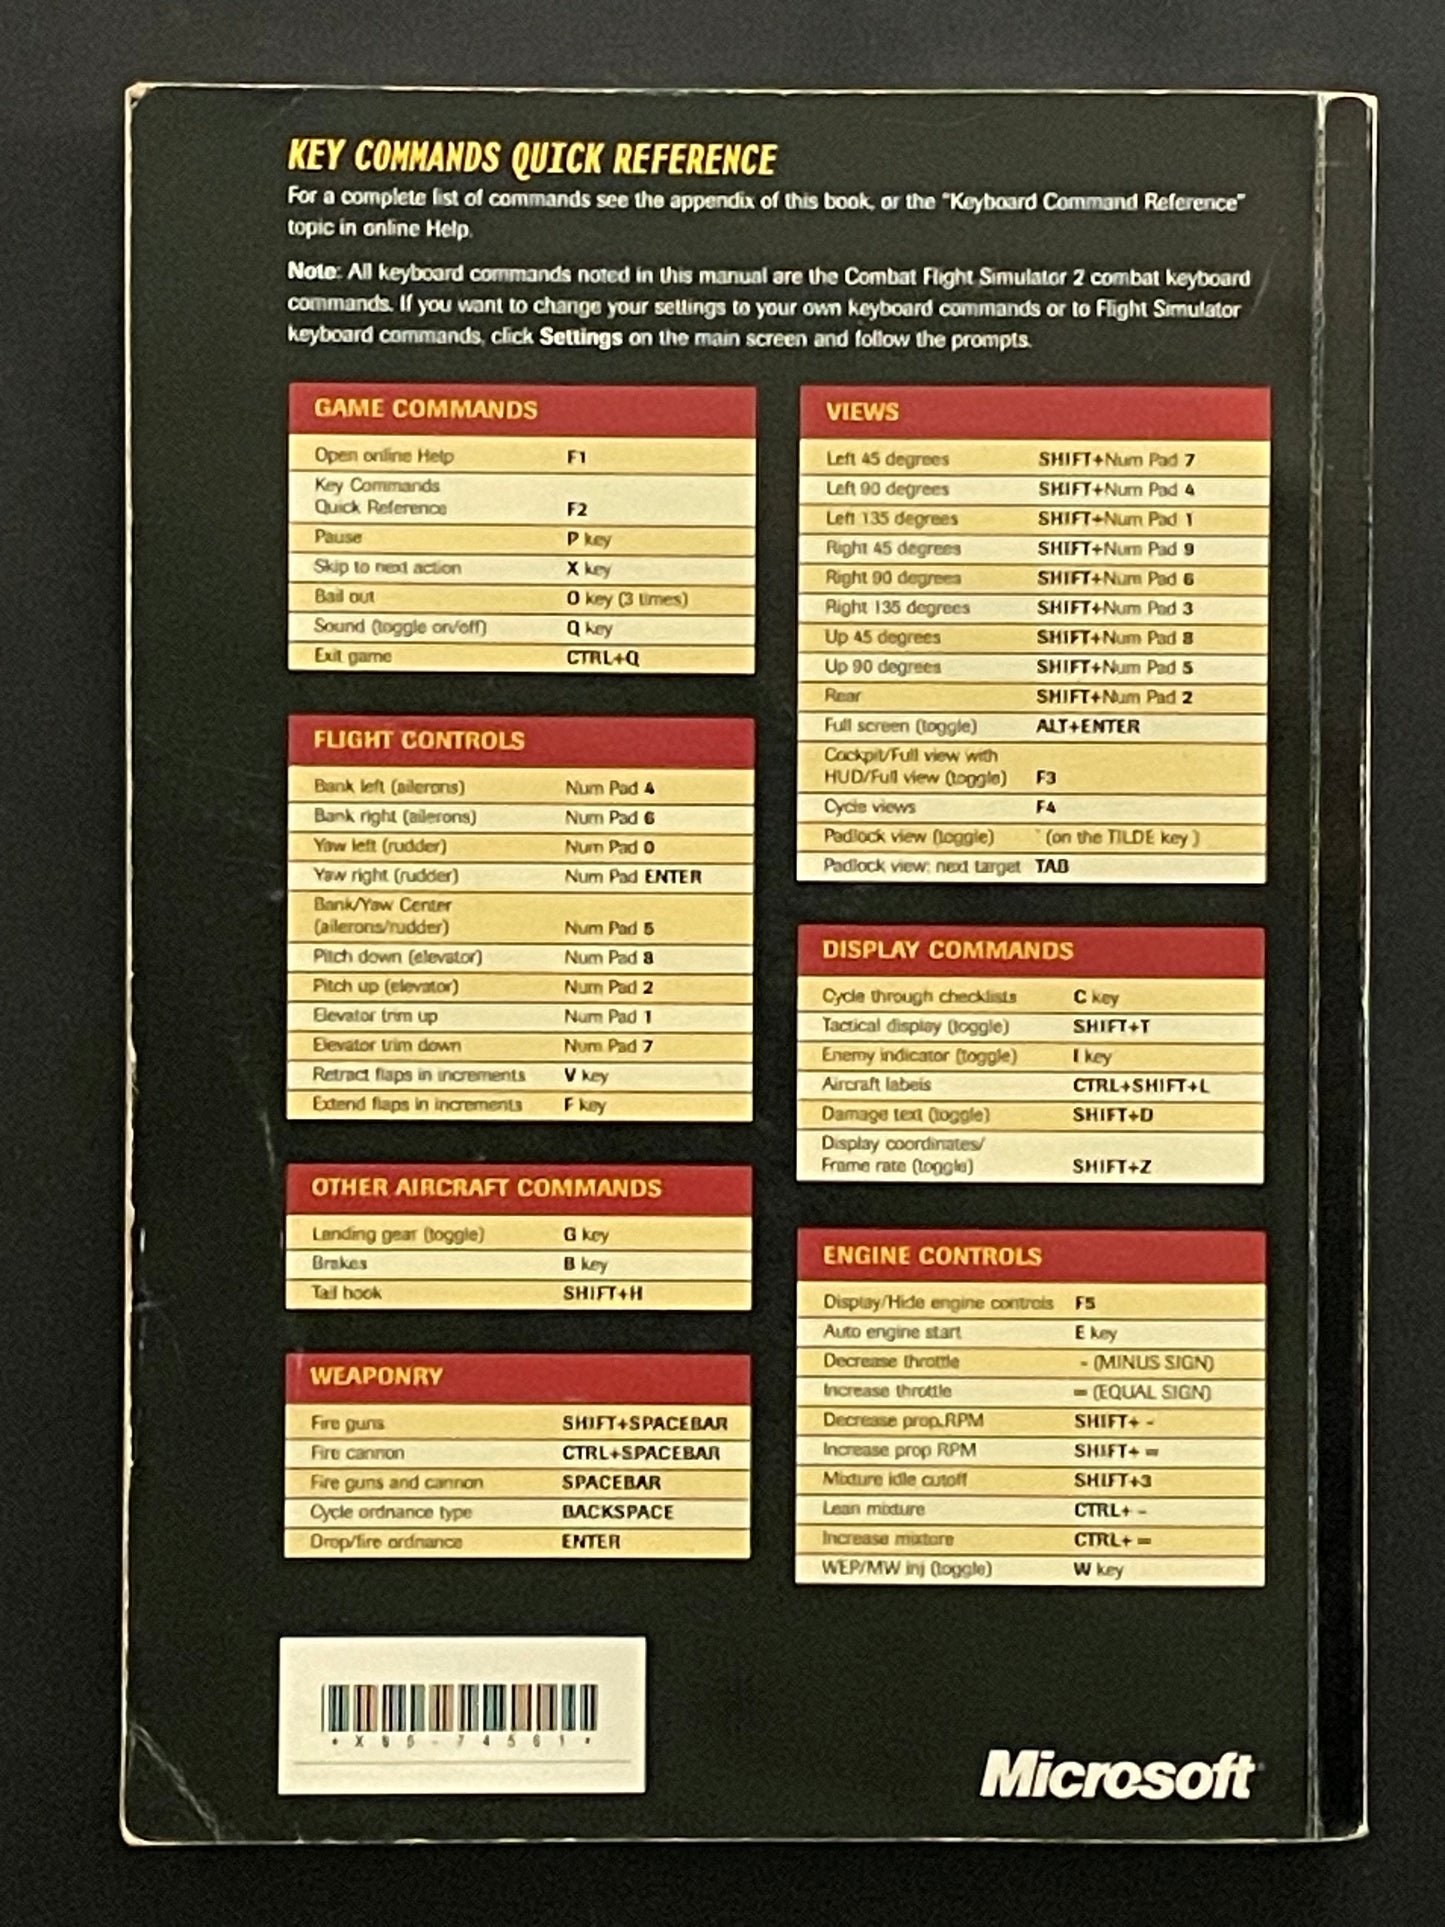 KEY COMMANDS QUICK REFERENCE
For a complete list of commands see the appendix of this book, or the "Keyboard Command Reference"
topic in online Help.
Note: All keyboard commands noted in this manual are the Combat Flight Simulator 2 combat keyboard
commands. If you want to change your settings to your own keyboard commands or to Flight Simulator
keyboard commands, click Settings on the main screen and follow the prompts.
GAME COMMANDS
Open online Help F1
Key Commands
Quick Reference F2
Pause P key
Skip to next action X key
Bail out O key (3 times)
Sound (toggle on/off) Q key
Exit game CTRL+Q
FLIGHT CONTROLS
Bank left (ailerons) Num Pad 4
Bank right (ailerons) Num Pad 6
Yaw left (rudder) Num Pad 0
Yaw right (rudder) Num Pad ENTER
Bank/Yaw Center
(ailerons/rudder) Num Pad 5
Pitch down (elevator) Num Pad 8
Pitch up (elevator) Num Pad 2
Elevator trim up Num Pad 1
Elevator trim down Num Pad 7
Retract flaps in increments V key
Extend flaps in increments F key
OTHER AIRCRAFT COMMANDS
Landing gear (toggle) G key
Brakes B key
Tail hook SHIFT+H
WEAPONRY
Fire guns SHIFT+SPACEBAR
Fire cannon CTRL+SPACEBAR
Fire guns and cannon SPACEBAR
Cycle ordnance type BACKSPACE
Drop/fire ordnance ENTER
VIEWS
Left 45 degrees SHIFT+Num Pad 7
Left 90 degrees SHIFT+Num Pad 4
Left 135 degrees SHIFT+Num Pad 1
Right 45 degrees SHIFT+Num Pad 9
Right 90 degrees SHIFT+Num Pad 6
Right 135 degrees SHIFT+Num Pad 3
Up 45 degrees SHIFT+Num Pad 8
Up 90 degrees SHIFT+Num Pad 5
Rear SHIFT+Num Pad 2
Full screen (toggle) ALT+ENTER
Cockpit/Full view with
HUD/Full view (toggle) F3
Cycle views F4
Padlock view (toggle) ` (on the TILDE key )
Padlock view: next target TAB
DISPLAY COMMANDS
Cycle through checklists C key
Tactical display (toggle) SHIFT+T
Enemy indicator (toggle) I key
Aircraft labels CTRL+SHIFT+L
Damage text (toggle) SHIFT+D
Display coordinates/
Frame rate (toggle) SHIFT+Z
ENGINE CONTROLS
Display/Hide engine controls F5
Auto engine start E key
Decrease throttle - (MINUS SIGN)
Increase throttle = (EQUAL SIGN)
Decrease prop.RPM SHIFT+ -
Increase prop RPM SHIFT+ =
Mixture idle cutoff SHIFT+3
Lean mixture CTRL+ -
Increase mixture CTRL+ =
WEP/MW inj (toggle) W key
*X05-74561*
Microsoft